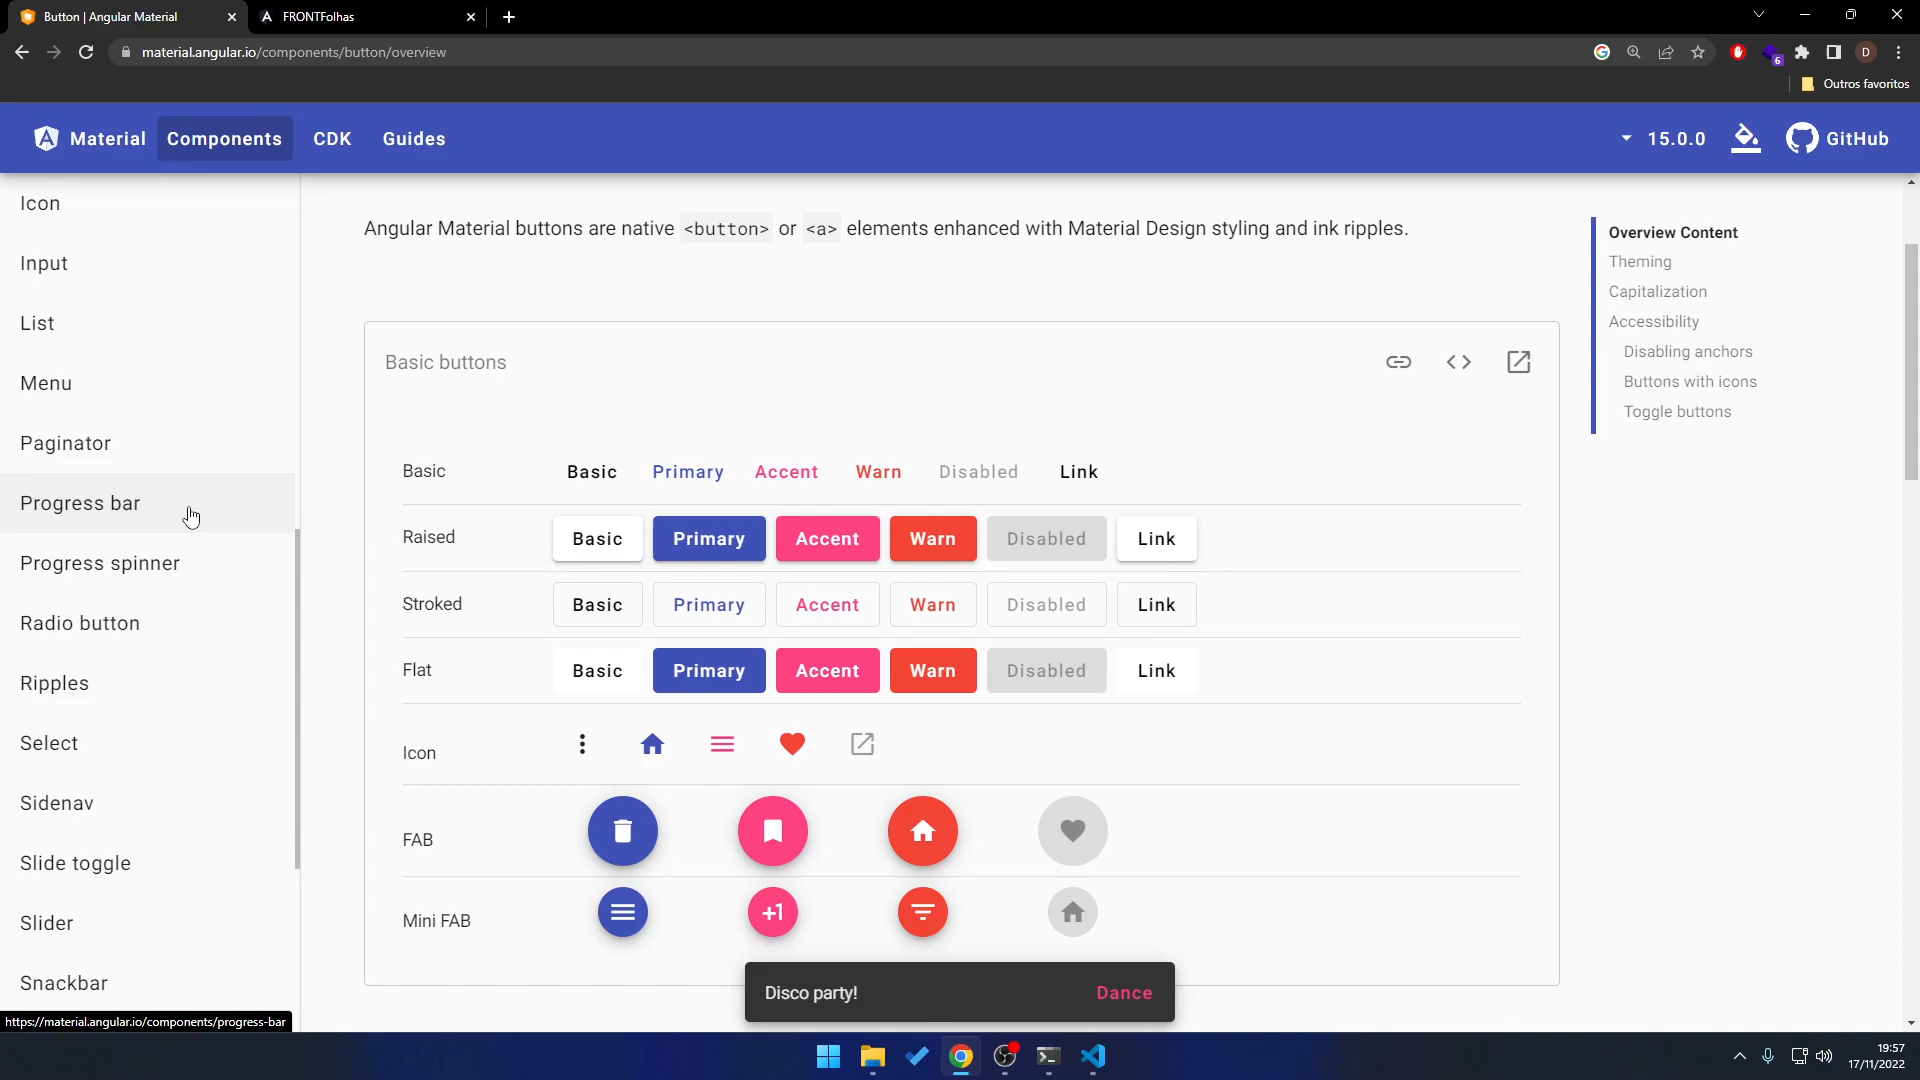 Button | Angular Material
FRONTFolhas
material.angular.io/components/button/overview
6
D
Outros favoritos
Material
Components
CDK
Guides
15.0.0
GitHub
Icon
Input
List
Menu
Paginator
Progress bar
Progress spinner
Radio button
Ripples
Select
Sidenav
Slide toggle
Slider
Snackbar
https://material.angular.io/components/progress-bar
Angular Material buttons are native <button> or <a> elements enhanced with Material Design styling and ink ripples.
Basic buttons
Basic Basic Primary Accent Warn Disabled Link
Raised Basic Primary Accent Warn Disabled Link
Stroked Basic Primary Accent Warn Disabled Link
Flat Basic Primary Accent Warn Disabled Link
Icon
FAB
Mini FAB +1
Disco party! Dance
Overview Content
Theming
Capitalization
Accessibility
Disabling anchors
Buttons with icons
Toggle buttons
19:57
17/11/2022